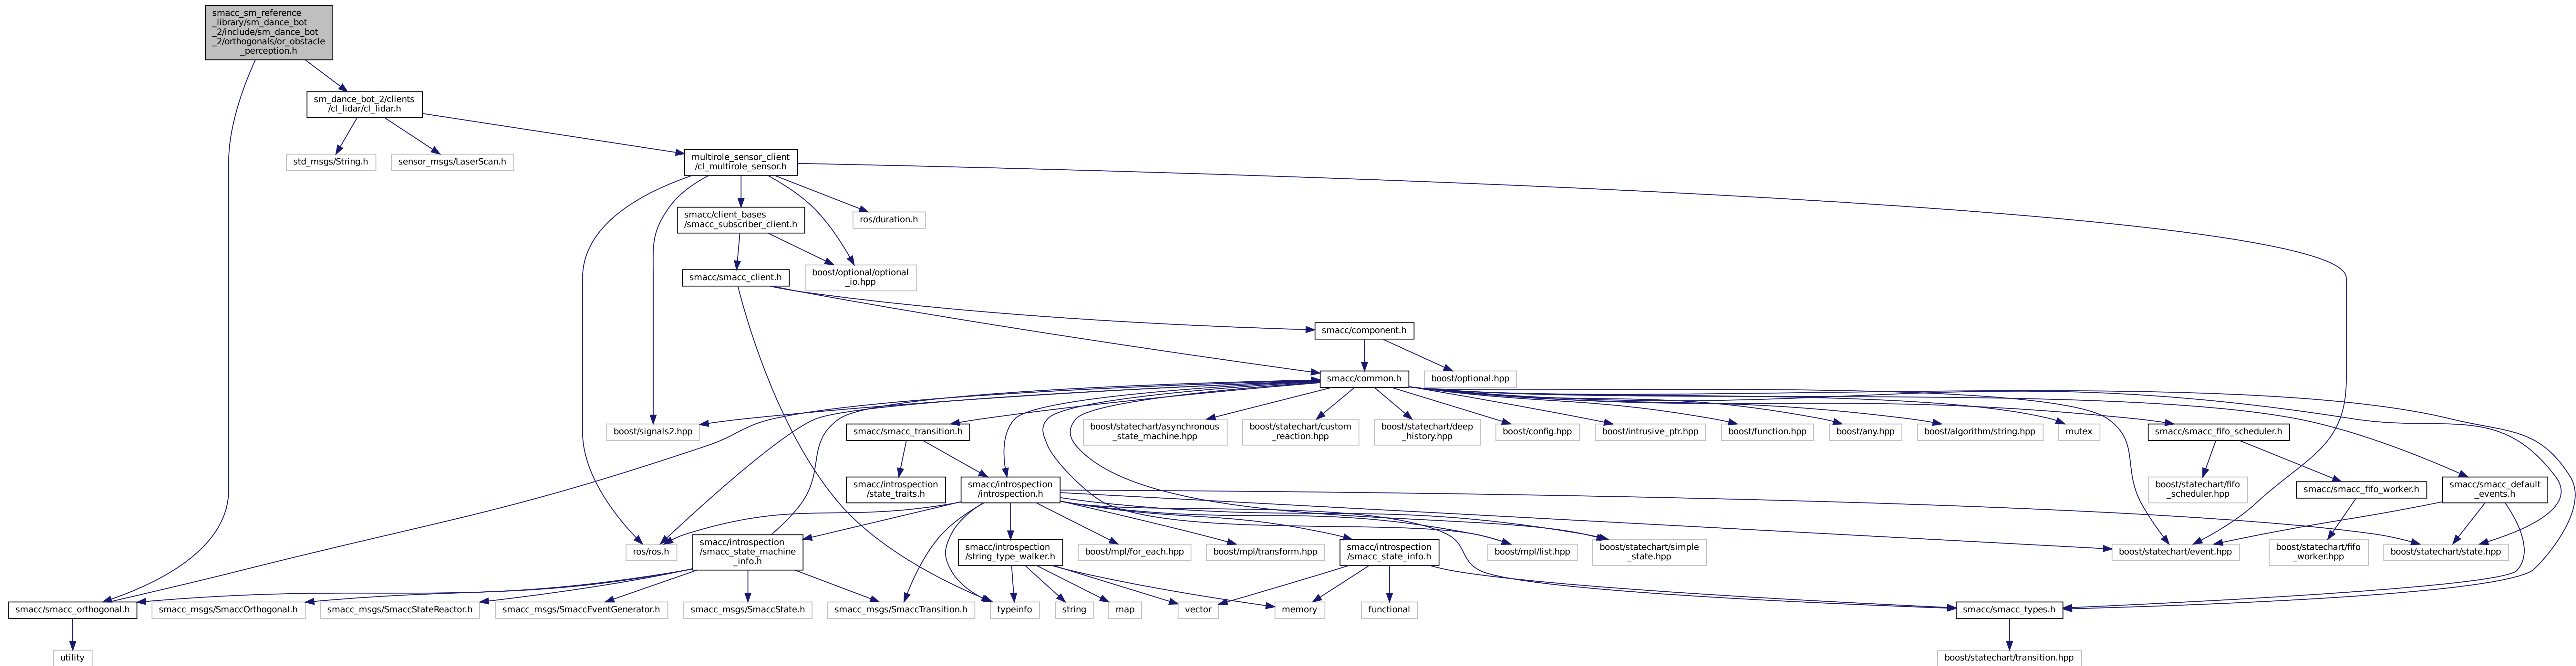 smacc_sm_reference
_library/sm_dance_bot
_2/include/sm_dance_bot
_2/orthogonals/or_obstacle
_perception.h
sm_dance_bot_2/clients
/cl_lidar/cl_lidar.h
std_msgs/String.h
sensor_msgs/LaserScan.h
multirole_sensor_client
/cl_multirole_sensor.h
smacc/client_bases
/smacc_subscriber_client.h
ros/duration.h
smacc/smacc_client.h
boost/optional/optional
_io.hpp
smacc/component.h
smacc/common.h
boost/optional.hpp
boost/signals2.hpp
smacc/smacc_transition.h
boost/statechart/asynchronous
_state_machine.hpp
boost/statechart/custom
_reaction.hpp
boost/statechart/deep
_history.hpp
boost/config.hpp
boost/intrusive_ptr.hpp
boost/function.hpp
boost/any.hpp
boost/algorithm/string.hpp
mutex
smacc/smacc_fifo_scheduler.h
smacc/introspection
/state_traits.h
smacc/introspection
/introspection.h
boost/statechart/fifo
_scheduler.hpp
smacc/smacc_fifo_worker.h
smacc/smacc_default
_events.h
ros/ros.h
smacc/introspection
/smacc_state_machine
_info.h
smacc/introspection
/string_type_walker.h
boost/mpl/for_each.hpp
boost/mpl/transform.hpp
smacc/introspection
/smacc_state_info.h
boost/mpl/list.hpp
boost/statechart/simple
_state.hpp
boost/statechart/event.hpp
boost/statechart/fifo
_worker.hpp
boost/statechart/state.hpp
smacc/smacc_orthogonal.h
smacc_msgs/SmaccOrthogonal.h
smacc_msgs/SmaccStateReactor.h
smacc_msgs/SmaccEventGenerator.h
smacc_msgs/SmaccState.h
smacc_msgs/SmaccTransition.h
typeinfo
string
map
vector
memory
functional
smacc/smacc_types.h
utility
boost/statechart/transition.hpp